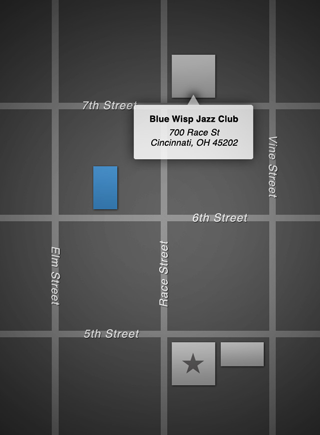 7th Street
Blue Wisp Jazz Club
700 Race St
Cincinnati, OH 45202
Vine Street
6th Street
Elm Street
Race Street
5th Street